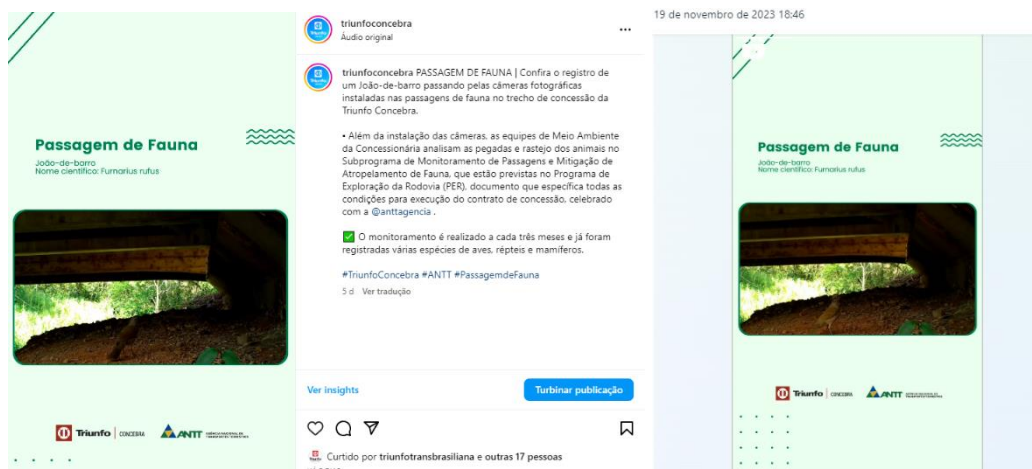 Passagem de Fauna
João-de-barro
Nome científico: Furnarius rufus
Triunfo CONCEBRA ANTT
triunfoconcebra
Áudio original
triunfoconcebra PASSAGEM DE FAUNA | Confira o registro de
um João-de-barro passando pelas câmeras fotográficas
instaladas nas passagens de fauna no trecho de concessão da
Triunfo Concebra.
• Além da instalação das câmeras, as equipes de Meio Ambiente
da Concessionária analisam as pegadas e rastejo dos animais no
Subprograma de Monitoramento de Passagens e Mitigação de
Atropelamento de Fauna, que estão previstas no Programa de
Exploração da Rodovia (PER), documento que específica todas as
condições para execução do contrato de concessão, celebrado
com a @anttagencia .
✅ O monitoramento é realizado a cada três meses e já foram
registradas várias espécies de aves, répteis e mamíferos.
#TriunfoConcebra #ANTT #PassagemdeFauna
5 d Ver tradução
Ver insights
Turbinar publicação
Curtido por triunfotransbrasiliana e outras 17 pessoas
19 de novembro de 2023 18:46
Passagem de Fauna
João-de-barro
Nome científico: Furnarius rufus
Triunfo CONCEBRA ANTT